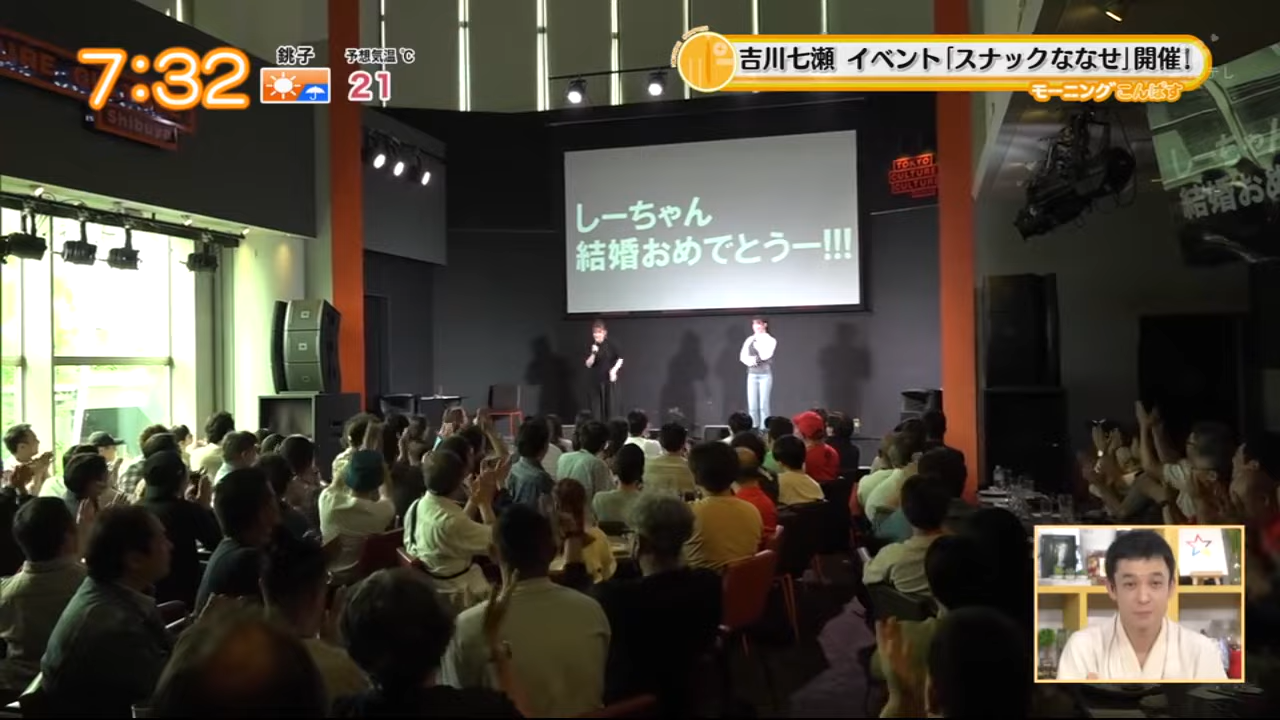 7:32
銚子
予想気温 ℃
21
吉川七瀬 イベント「スナックななせ」開催!
モーニングこんぱす
Shibuya
TOKYO
CULTURE
CULTURE
しーちゃん
結婚おめでとうー!!!